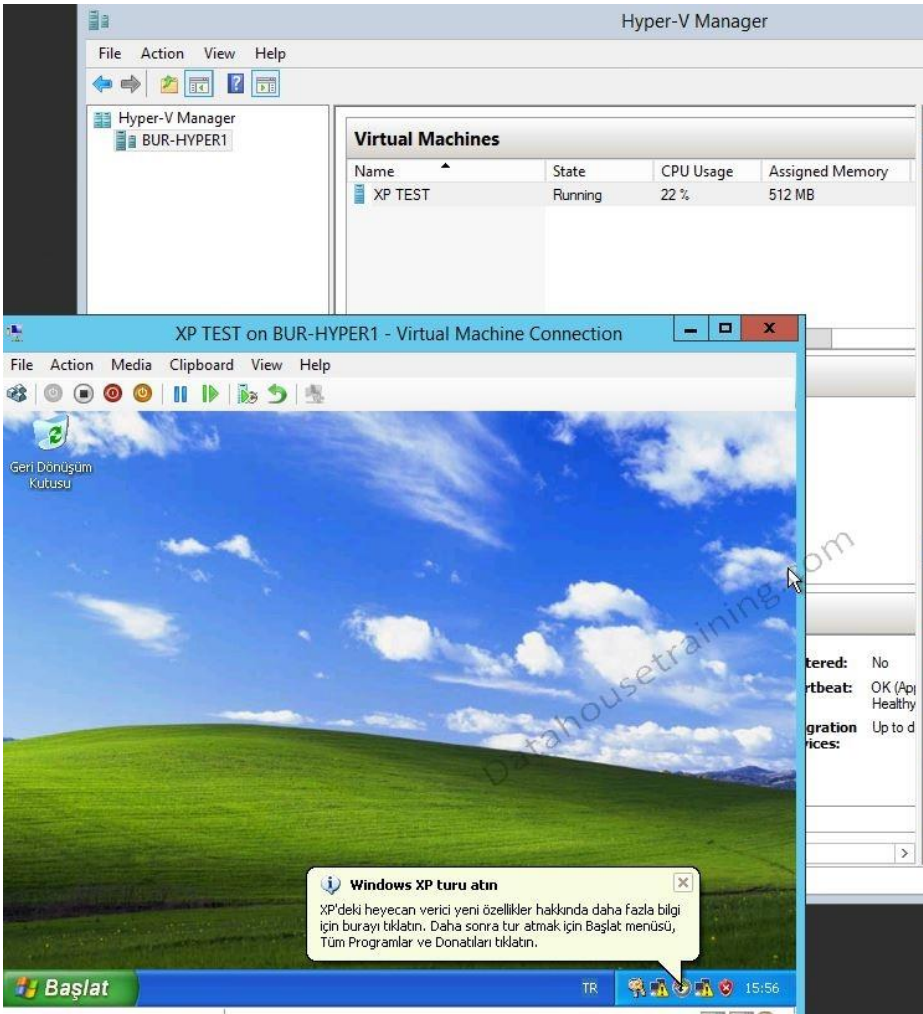 Hyper-V Manager
File Action View Help
Hyper-V Manager
BUR-HYPER1
Virtual Machines
Name State CPU Usage Assigned Memory
XP TEST Running 22 % 512 MB
XP TEST on BUR-HYPER1 - Virtual Machine Connection
File Action Media Clipboard View Help
Geri Dönüşüm
Kutusu
Datahousetraining.com
tered: No
rtbeat: OK (App
Healthy
gration Up to d
vices:
Windows XP turu atın
XP'deki heyecan verici yeni özellikler hakkında daha fazla bilgi
için burayı tıklatın. Daha sonra tur atmak için Başlat menüsü,
Tüm Programlar ve Donatıları tıklatın.
Başlat TR 15:56